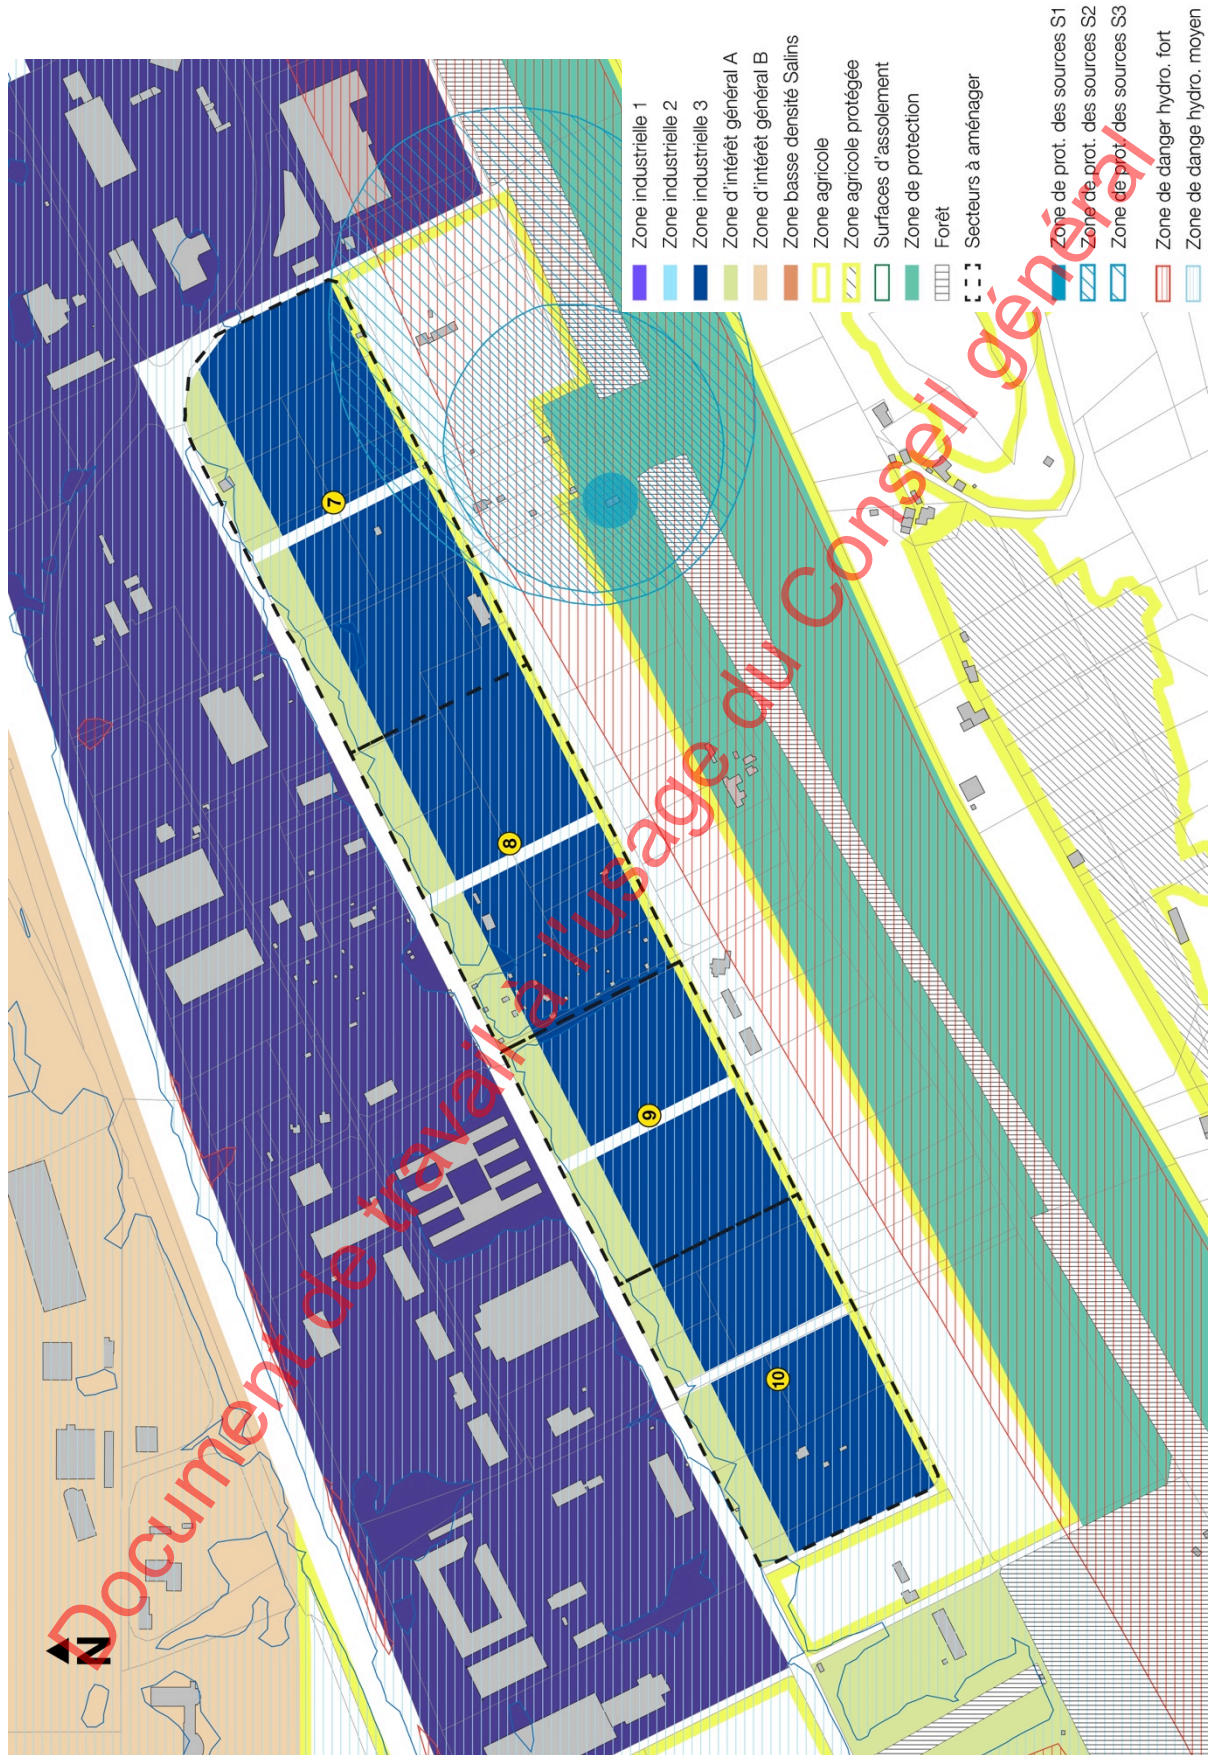 Zone industrielle 1
Zone industrielle 2
Zone industrielle 3
Zone d'intérêt général A
Zone d'intérêt général B
Zone basse densité Salins
Zone agricole
Zone agricole protégée
Surfaces d'assolement
Zone de protection
Forêt
Secteurs à aménager
Zone de prot. des sources S1
Zone de prot. des sources S2
Zone de prot. des sources S3
Zone de danger hydro. fort
Zone de dange hydro. moyen
7
8
9
10
N
Document de travail à l'usage du Conseil général